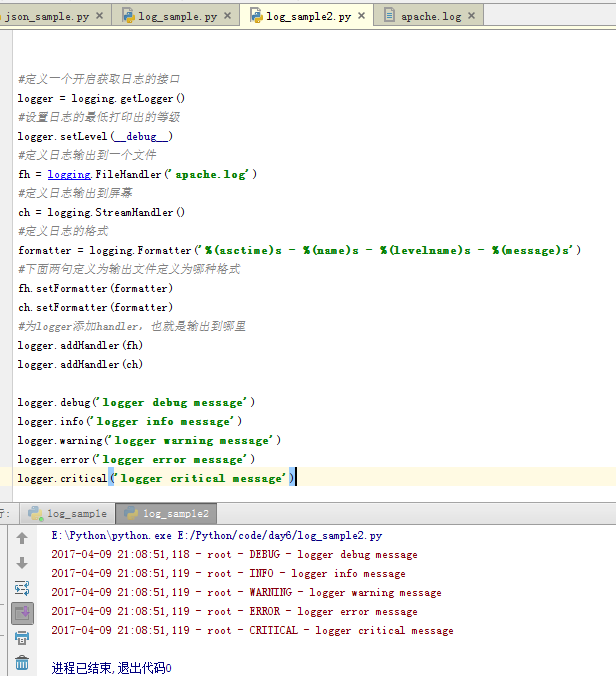 json_sample.py × log_sample.py × log_sample2.py × apache.log ×
#定义一个开启获取日志的接口
logger = logging.getLogger()
#设置日志的最低打印出的等级
logger.setLevel(__debug__)
#定义日志输出到一个文件
fh = logging.FileHandler('apache.log')
#定义日志输出到屏幕
ch = logging.StreamHandler()
#定义日志的格式
formatter = logging.Formatter('%(asctime)s - %(name)s - %(levelname)s - %(message)s')
#下面两句定义为输出文件定义为哪种格式
fh.setFormatter(formatter)
ch.setFormatter(formatter)
#为logger添加handler，也就是输出到哪里
logger.addHandler(fh)
logger.addHandler(ch)
logger.debug('logger debug message')
logger.info('logger info message')
logger.warning('logger warning message')
logger.error('logger error message')
logger.critical('logger critical message')
行: log_sample log_sample2
E:\Python\python.exe E:/Python/code/day6/log_sample2.py
2017-04-09 21:08:51,118 - root - DEBUG - logger debug message
2017-04-09 21:08:51,119 - root - INFO - logger info message
2017-04-09 21:08:51,119 - root - WARNING - logger warning message
2017-04-09 21:08:51,119 - root - ERROR - logger error message
2017-04-09 21:08:51,119 - root - CRITICAL - logger critical message
进程已结束,退出代码0